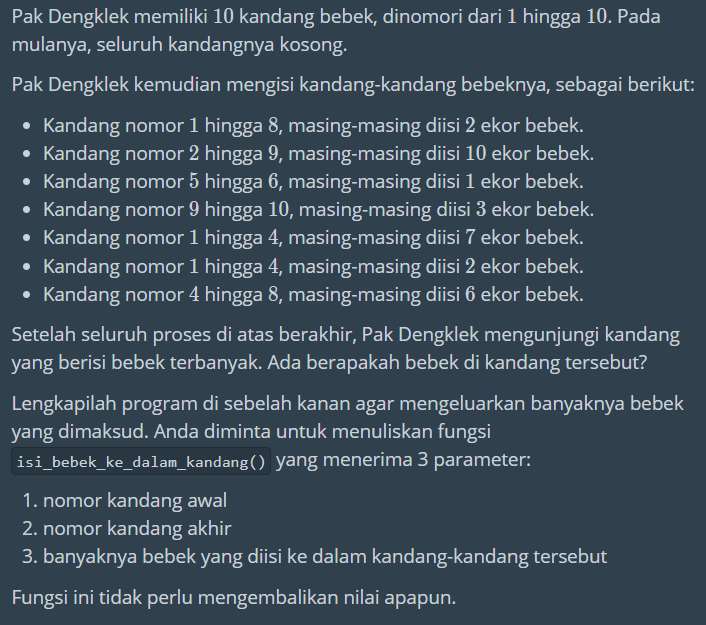 Pak Dengklek memiliki 10 kandang bebek, dinomori dari 1 hingga 10. Pada
mulanya, seluruh kandangnya kosong.
Pak Dengklek kemudian mengisi kandang-kandang bebeknya, sebagai berikut:
• Kandang nomor 1 hingga 8, masing-masing diisi 2 ekor bebek.
• Kandang nomor 2 hingga 9, masing-masing diisi 10 ekor bebek.
• Kandang nomor 5 hingga 6, masing-masing diisi 1 ekor bebek.
• Kandang nomor 9 hingga 10, masing-masing diisi 3 ekor bebek.
• Kandang nomor 1 hingga 4, masing-masing diisi 7 ekor bebek.
• Kandang nomor 1 hingga 4, masing-masing diisi 2 ekor bebek.
• Kandang nomor 4 hingga 8, masing-masing diisi 6 ekor bebek.
Setelah seluruh proses di atas berakhir, Pak Dengklek mengunjungi kandang
yang berisi bebek terbanyak. Ada berapakah bebek di kandang tersebut?
Lengkapilah program di sebelah kanan agar mengeluarkan banyaknya bebek
yang dimaksud. Anda diminta untuk menuliskan fungsi
isi_bebek_ke_dalam_kandang() yang menerima 3 parameter:
1. nomor kandang awal
2. nomor kandang akhir
3. banyaknya bebek yang diisi ke dalam kandang-kandang tersebut
Fungsi ini tidak perlu mengembalikan nilai apapun.